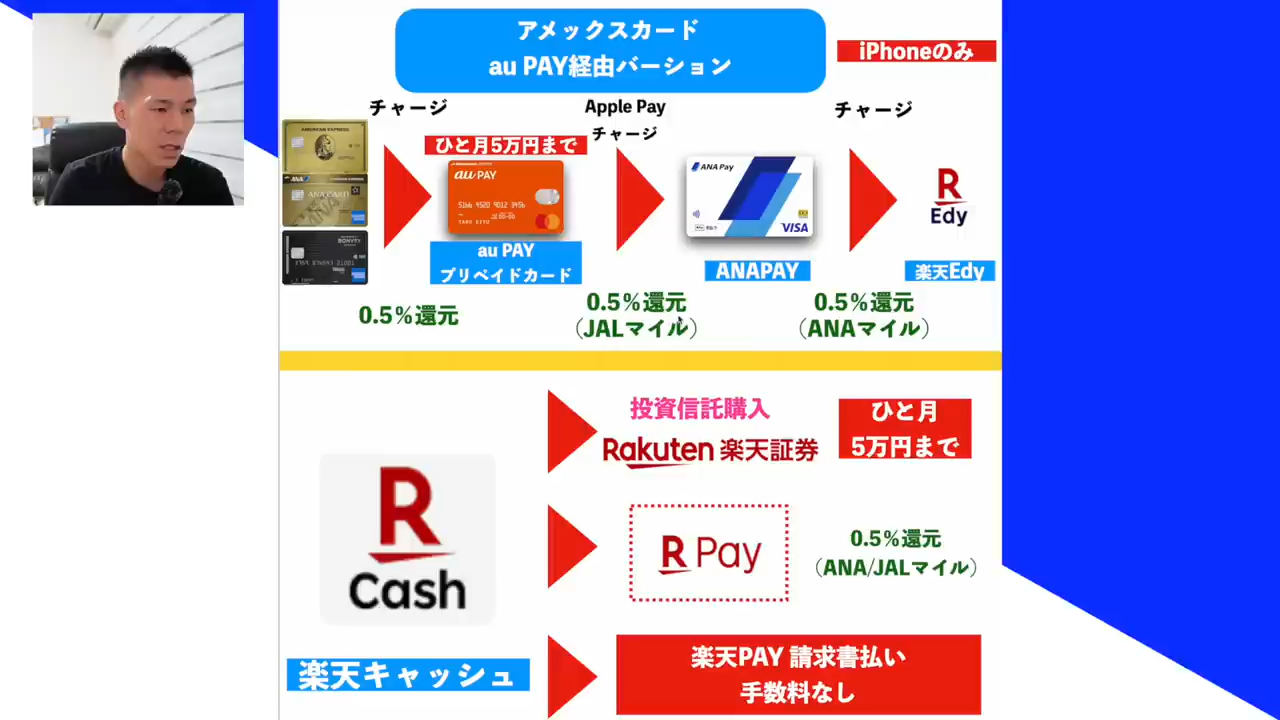 アメックスカード
au PAY経由バージョン
iPhoneのみ
チャージ
Apple Pay
チャージ
チャージ
ひと月5万円まで
AMERICAN EXPRESS
ANA CARD
au PAY
ANA Pay
VISA
R
Edy
au PAY
プリペイドカード
ANAPAY
楽天Edy
0.5%還元
0.5%還元
（JALマイル）
0.5%還元
（ANAマイル）
投資信託購入
Rakuten 楽天証券
ひと月
5万円まで
R
Cash
R Pay
0.5%還元
（ANA/JALマイル）
楽天キャッシュ
楽天PAY 請求書払い
手数料なし